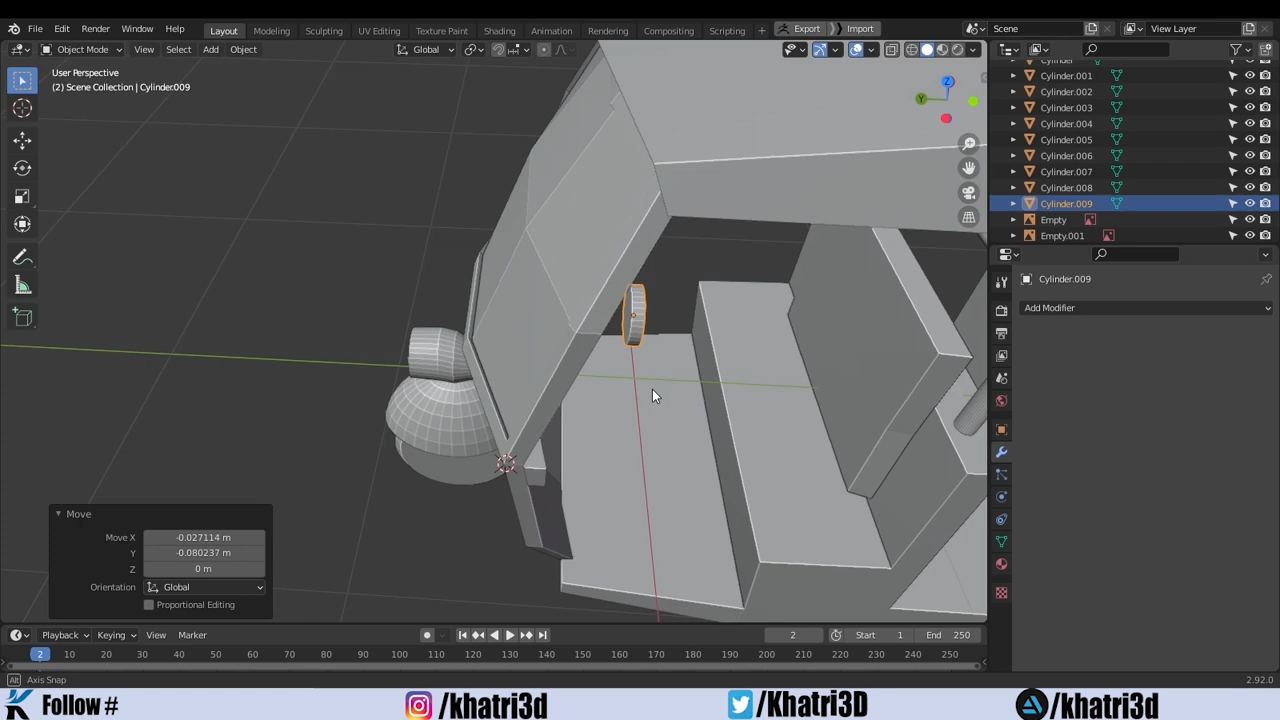 File Edit Render Window Help Layout Modeling Sculpting UV Editing Texture Paint Shading Animation Rendering Compositing Scripting + Export Import Scene View Layer
Object Mode View Select Add Object Global
User Perspective
(2) Scene Collection | Cylinder.009
Z
Y
Cylinder
Cylinder.001
Cylinder.002
Cylinder.003
Cylinder.004
Cylinder.005
Cylinder.006
Cylinder.007
Cylinder.008
Cylinder.009
Empty
Empty.001
Cylinder.009
Add Modifier
Move
Move X -0.027114 m
Y -0.080237 m
Z 0 m
Orientation Global
Proportional Editing
Playback Keying View Marker 2 Start 1 End 250
2 10 20 30 40 50 60 70 80 90 100 110 120 130 140 150 160 170 180 190 200 210 220 230 240 250
Alt Axis Snap 2.92.0
Follow # /khatri3d /Khatri3D /khatri3d